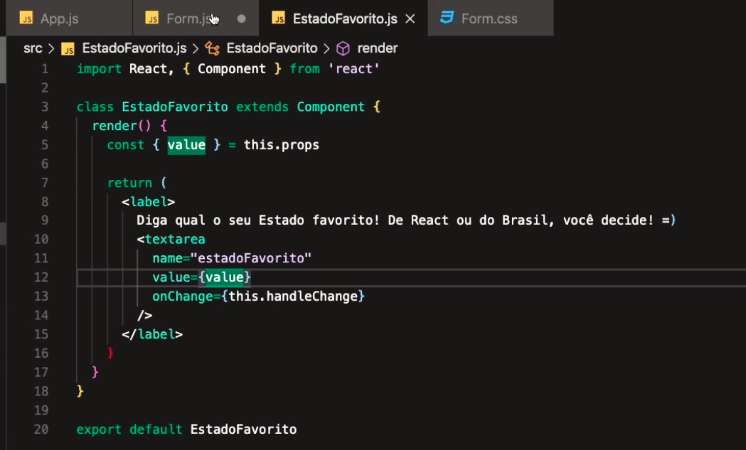 JS App.js JS Form.js JS EstadoFavorito.js × Form.css
src > JS EstadoFavorito.js > EstadoFavorito > render
1 import React, { Component } from 'react'
2
3 class EstadoFavorito extends Component {
4 render() {
5 const { value } = this.props
6
7 return (
8 <label>
9 Diga qual o seu Estado favorito! De React ou do Brasil, você decide! =)
10 <textarea
11 name="estadoFavorito"
12 value={value}
13 onChange={this.handleChange}
14 />
15 </label>
16 )
17 }
18 }
19
20 export default EstadoFavorito